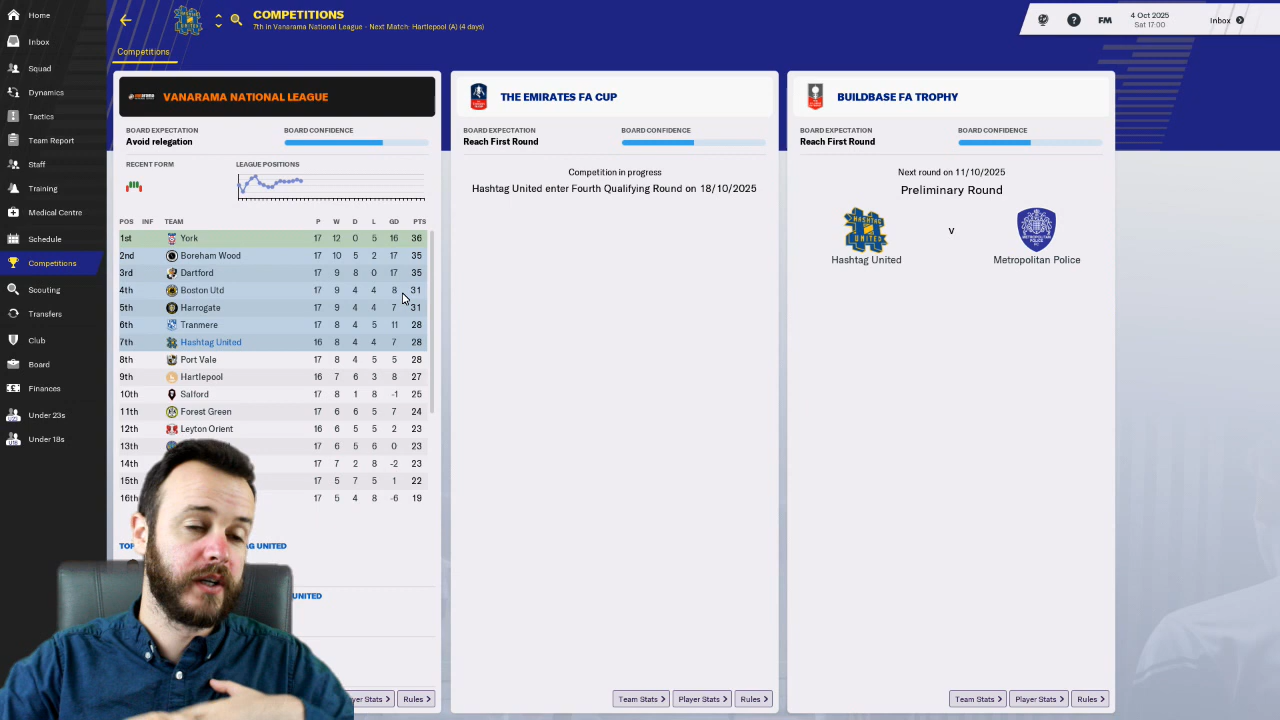 Home
Inbox
Squad
Dynamics
Tactics
Team Report
Staff
Training
Medical Centre
Schedule
Competitions
Scouting
Transfers
Club
Board
Finances
Under 23s
Under 18s
COMPETITIONS
7th in Vanarama National League - Next Match: Hartlepool (A) (4 days)
FM
4 Oct 2025
Sat 17:00
Inbox
Competitions
VANARAMA NATIONAL LEAGUE
BOARD EXPECTATION BOARD CONFIDENCE
Avoid relegation
RECENT FORM LEAGUE POSITIONS
POS INF TEAM P W D L GD PTS
1st York 17 12 0 5 16 36
2nd Boreham Wood 17 10 5 2 17 35
3rd Dartford 17 9 8 0 17 35
4th Boston Utd 17 9 4 4 8 31
5th Harrogate 17 9 4 4 7 31
6th Tranmere 17 8 4 5 11 28
7th Hashtag United 16 8 4 4 7 28
8th Port Vale 17 8 4 5 5 28
9th Hartlepool 16 7 6 3 8 27
10th Salford 17 8 1 8 -1 25
11th Forest Green 17 6 6 5 7 24
12th Leyton Orient 16 6 5 5 2 23
13th 17 6 5 6 0 23
14th 17 7 2 8 -2 23
15th 17 5 7 5 1 22
16th 17 5 4 8 -6 19
UNITED
UNITED
Stats Rules
THE EMIRATES FA CUP
BOARD EXPECTATION BOARD CONFIDENCE
Reach First Round
Competition in progress
Hashtag United enter Fourth Qualifying Round on 18/10/2025
Team Stats Player Stats Rules
BUILDBASE FA TROPHY
BOARD EXPECTATION BOARD CONFIDENCE
Reach First Round
Next round on 11/10/2025
Preliminary Round
HASHTAG UNITED
v
METROPOLITAN POLICE
Hashtag United Metropolitan Police
Team Stats Player Stats Rules